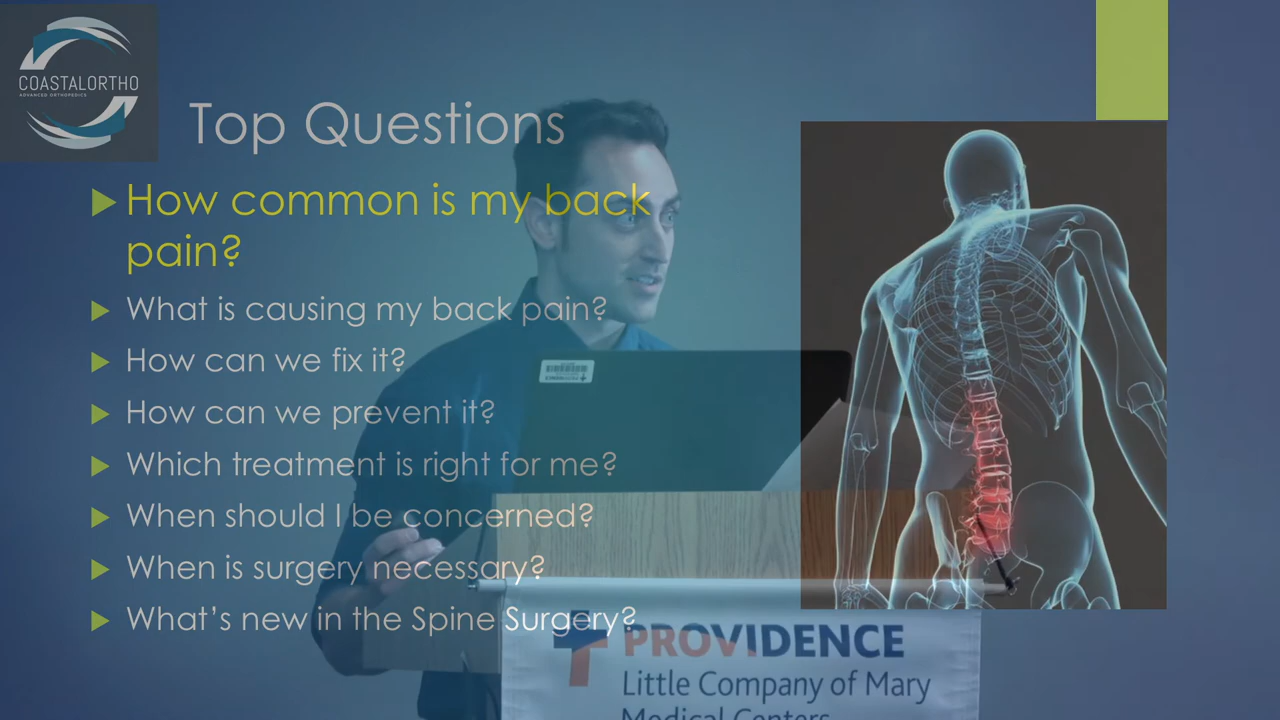 COASTALORTHO
ADVANCED ORTHOPEDICS
Top Questions
How common is my back
pain?
What is causing my back pain?
How can we fix it?
How can we prevent it?
Which treatment is right for me?
When should I be concerned?
When is surgery necessary?
What's new in the Spine Surgery?
PROVIDENCE
Little Company of Mary
Medical Centers